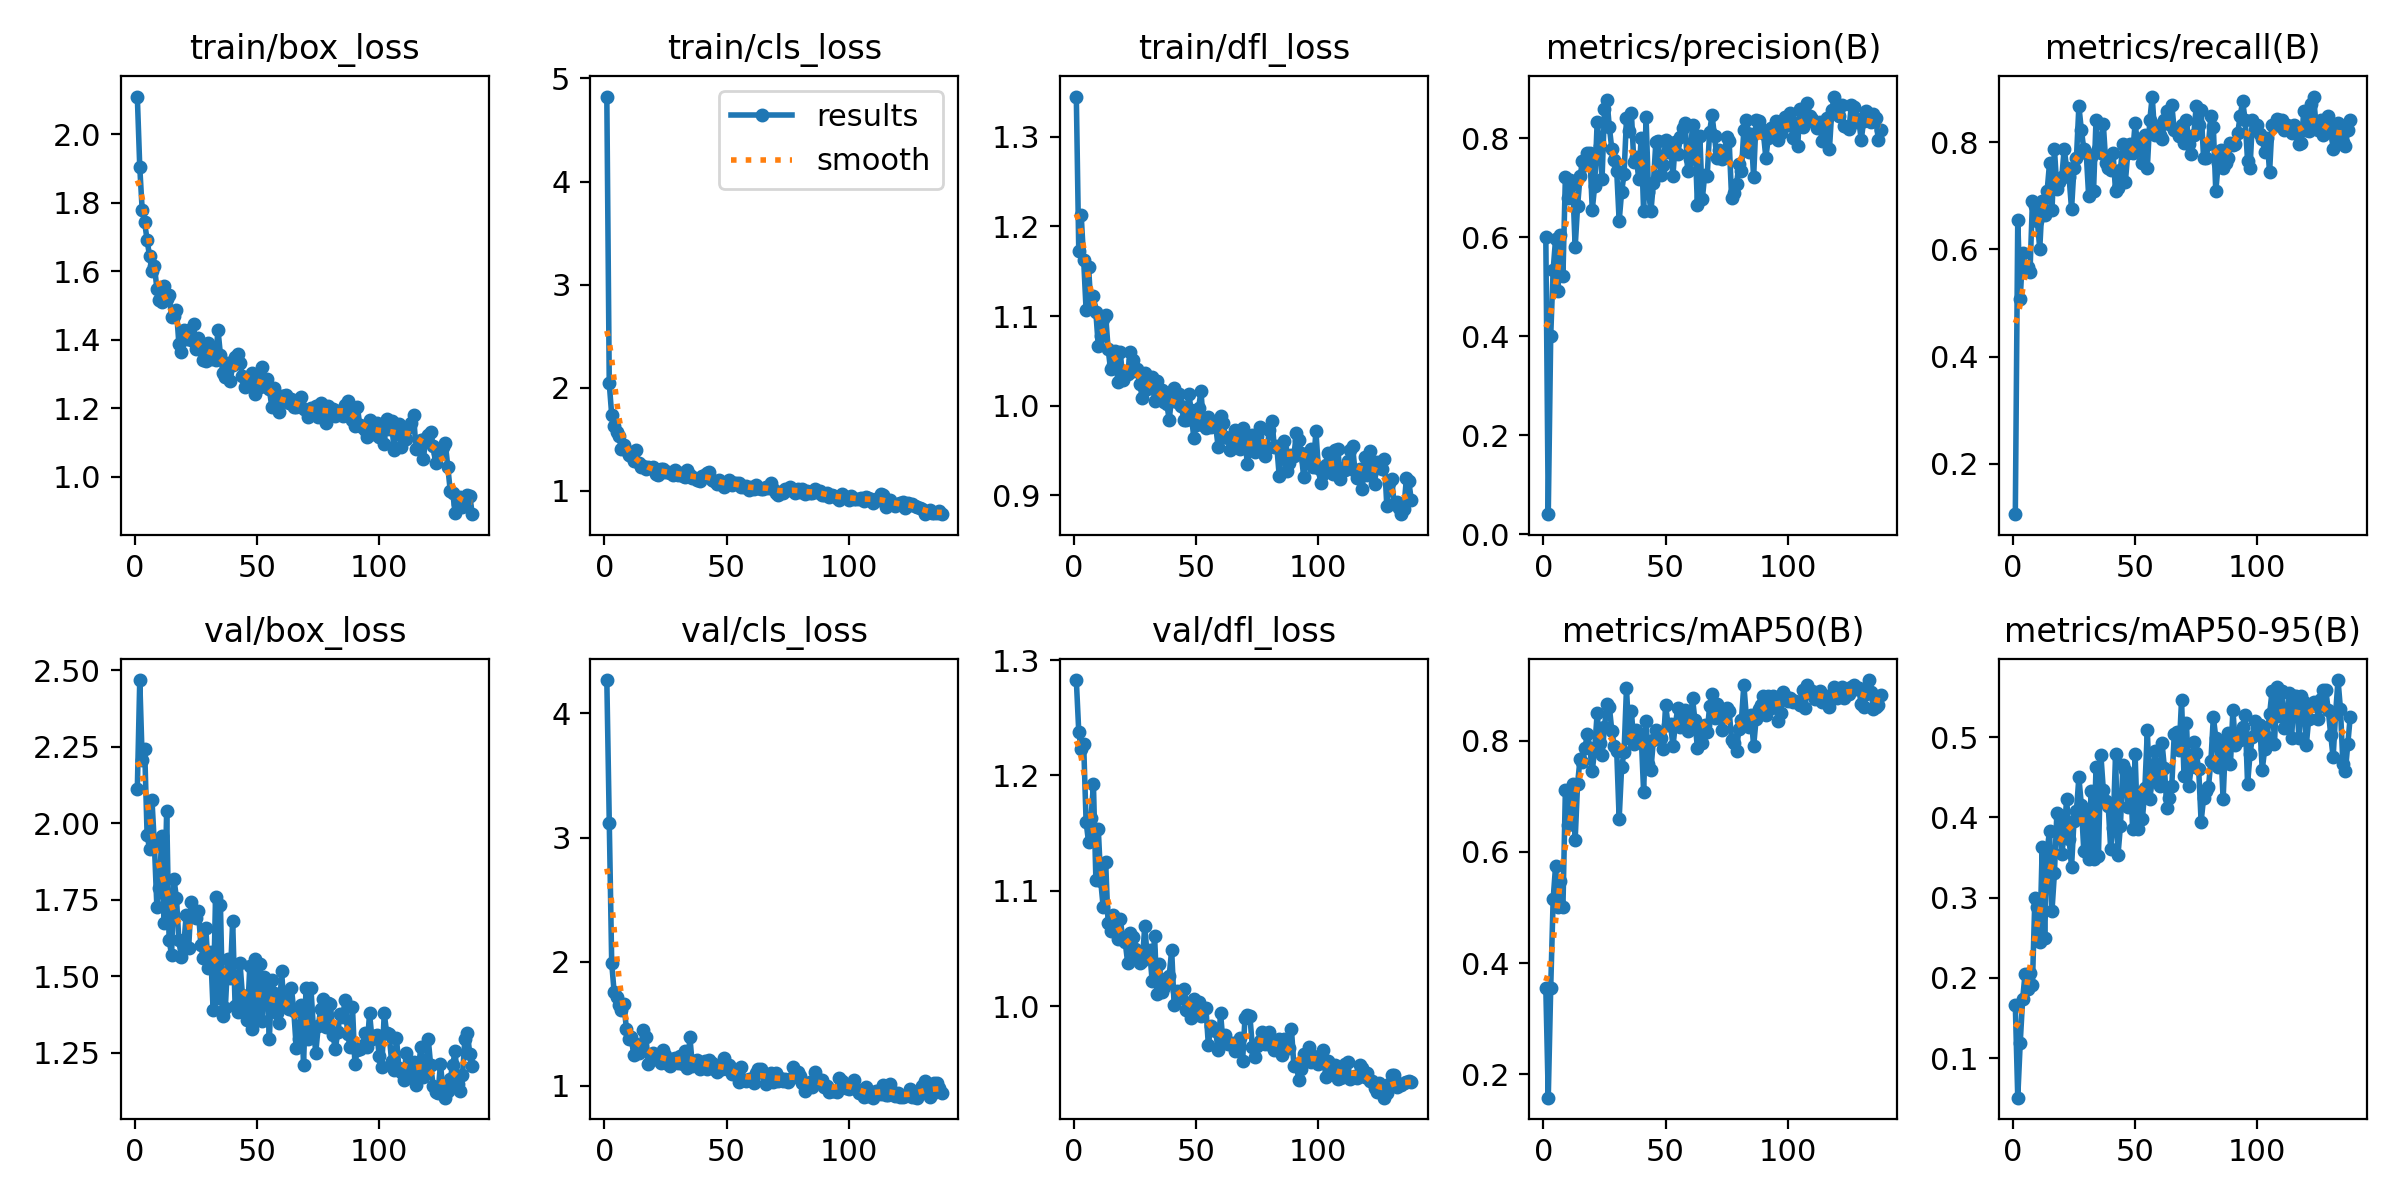 train/box_loss
2.0
1.8
1.6
1.4
1.2
1.0
0 50 100
train/cls_loss
5
4
3
2
1
0 50 100
results
smooth
train/dfl_loss
1.3
1.2
1.1
1.0
0.9
0 50 100
metrics/precision(B)
0.8
0.6
0.4
0.2
0.0
0 50 100
metrics/recall(B)
0.8
0.6
0.4
0.2
0 50 100
val/box_loss
2.50
2.25
2.00
1.75
1.50
1.25
0 50 100
val/cls_loss
4
3
2
1
0 50 100
val/dfl_loss
1.3
1.2
1.1
1.0
0 50 100
metrics/mAP50(B)
0.8
0.6
0.4
0.2
0 50 100
metrics/mAP50-95(B)
0.5
0.4
0.3
0.2
0.1
0 50 100